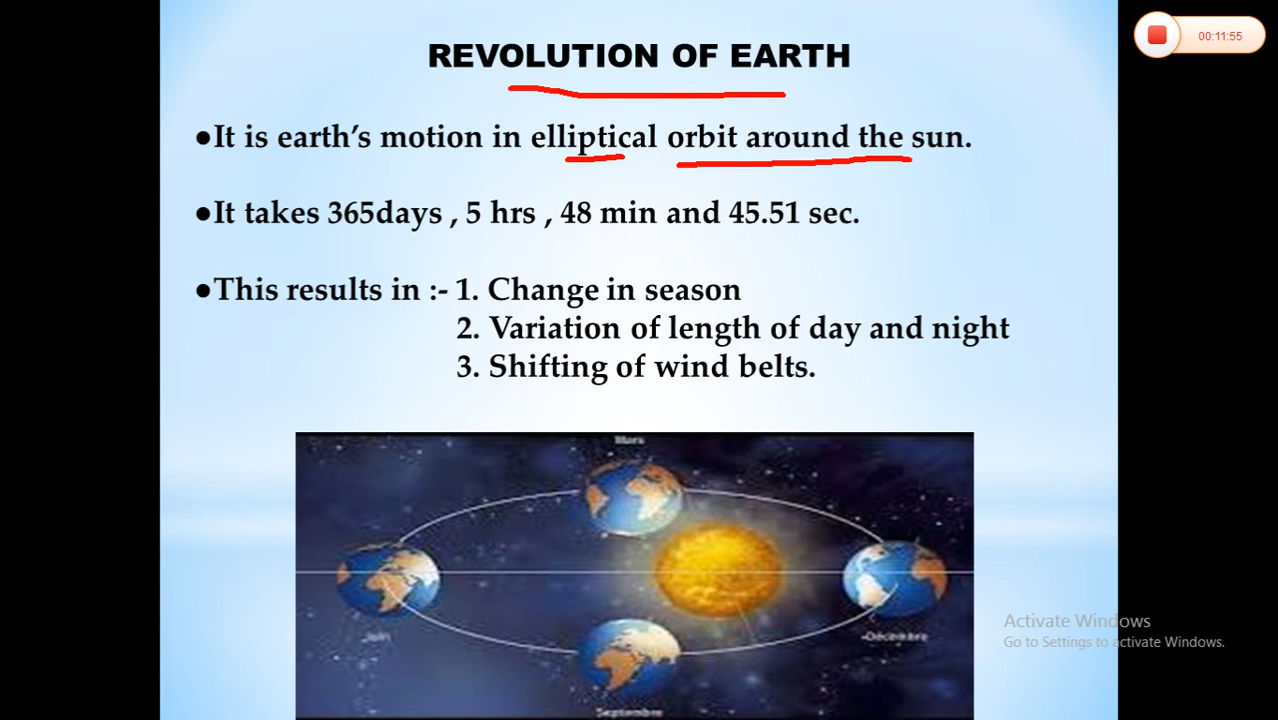 00:11:55
REVOLUTION OF EARTH
●It is earth’s motion in elliptical orbit around the sun.
●It takes 365days , 5 hrs , 48 min and 45.51 sec.
●This results in :- 1. Change in season
2. Variation of length of day and night
3. Shifting of wind belts.
Mars
Juin
Décembre
Septembre
Activate Windows
Go to Settings to activate Windows.